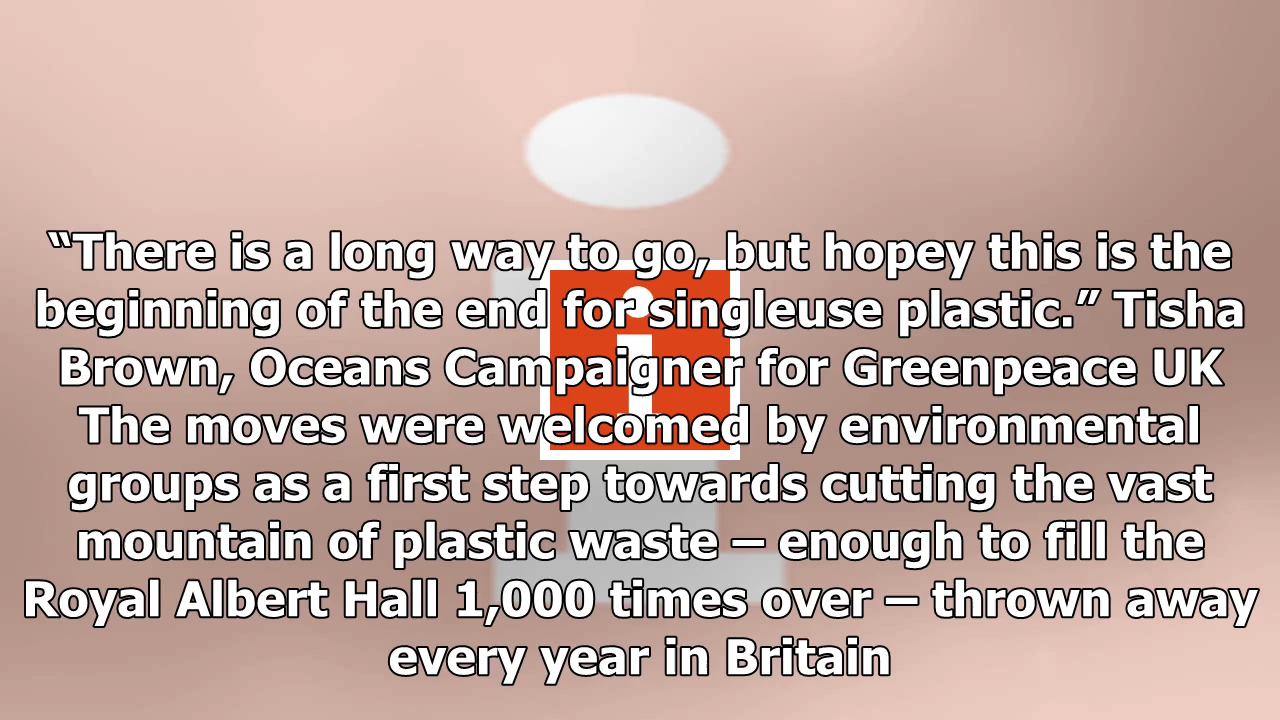 “There is a long way to go, but hopey this is the
beginning of the end for singleuse plastic.” Tisha
Brown, Oceans Campaigner for Greenpeace UK
The moves were welcomed by environmental
groups as a first step towards cutting the vast
mountain of plastic waste – enough to fill the
Royal Albert Hall 1,000 times over – thrown away
every year in Britain